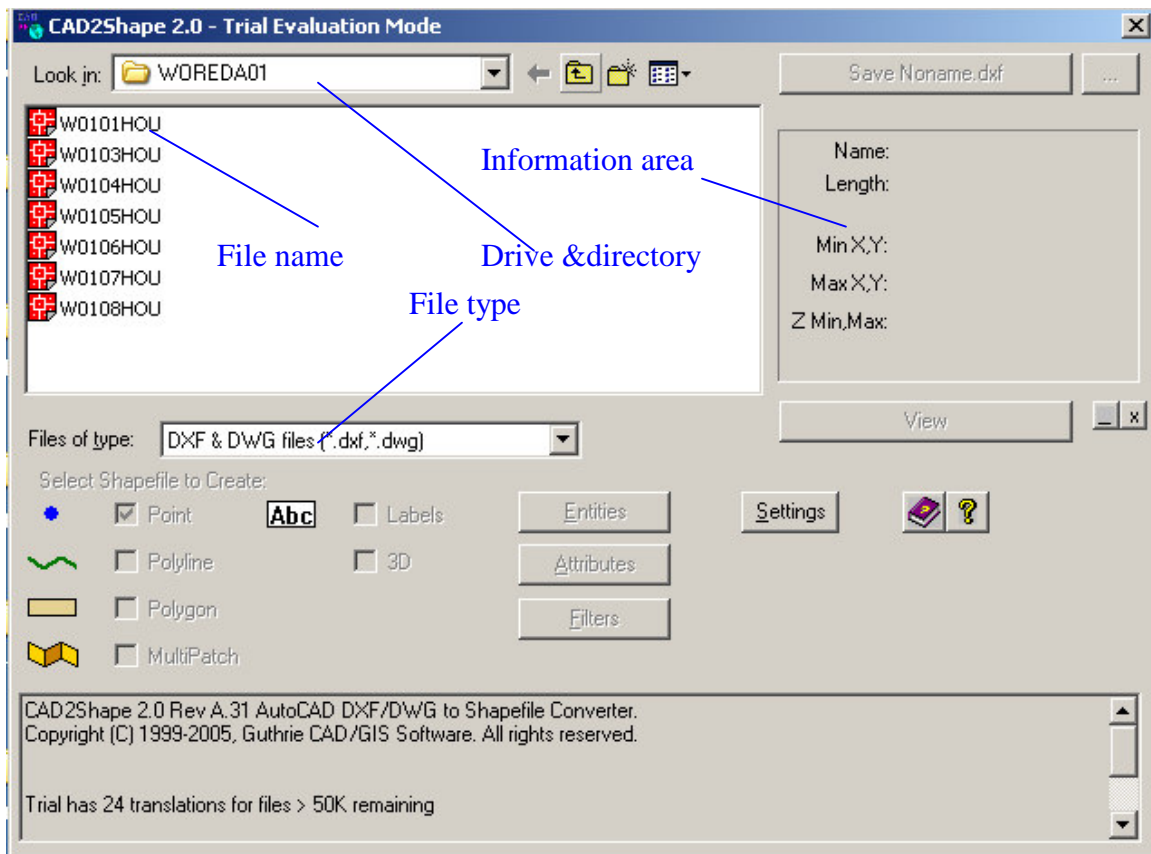 CAD2Shape 2.0 - Trial Evaluation Mode
Look in: WOREDA01
Save Noname.dxf ...
W0101HOU
W0103HOU
W0104HOU
W0105HOU
W0106HOU
W0107HOU
W0108HOU
File name
Drive &directory
Information area
File type
Name:
Length:
Min X,Y:
Max X,Y:
Z Min,Max:
View
Files of type: DXF & DWG files (*.dxf,*.dwg)
Select Shapefile to Create:
Point Abc Labels Entities Settings
Polyline 3D Attributes
Polygon Filters
MultiPatch
CAD2Shape 2.0 Rev A.31 AutoCAD DXF/DWG to Shapefile Converter.
Copyright (C) 1999-2005, Guthrie CAD/GIS Software. All rights reserved.
Trial has 24 translations for files > 50K remaining